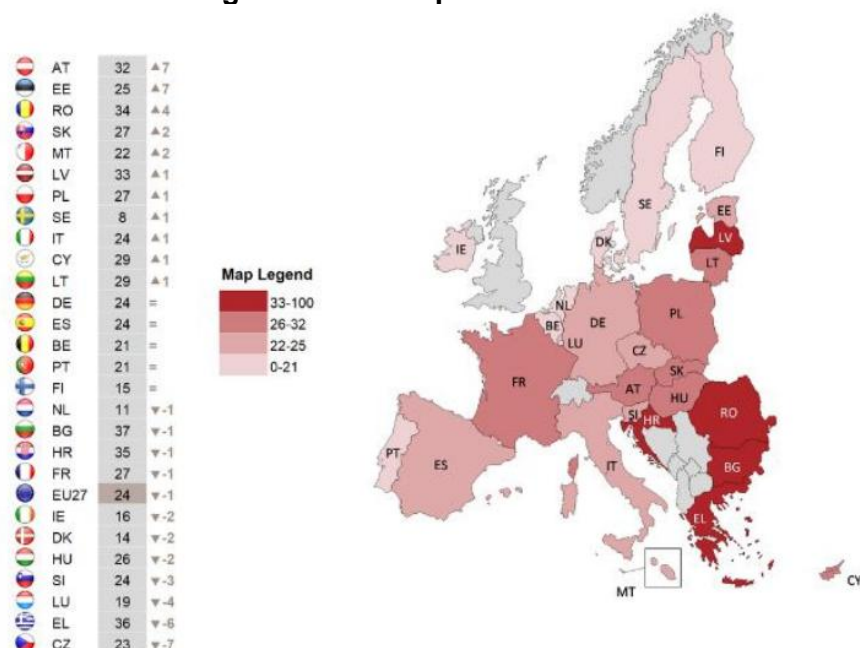 AT 32 ▲7
EE 25 ▲7
RO 34 ▲4
SK 27 ▲2
MT 22 ▲2
LV 33 ▲1
PL 27 ▲1
SE 8 ▲1
IT 24 ▲1
CY 29 ▲1
LT 29 ▲1
DE 24 =
ES 24 =
BE 21 =
PT 21 =
FI 15 =
NL 11 ▼-1
BG 37 ▼-1
HR 35 ▼-1
FR 27 ▼-1
EU27 24 ▼-1
IE 16 ▼-2
DK 14 ▼-2
HU 26 ▼-2
SI 24 ▼-3
LU 19 ▼-4
EL 36 ▼-6
CZ 23 ▼-7
Map Legend
33-100
26-32
22-25
0-21
FI
SE
EE
LV
LT
DK
IE
NL
BE
DE
PL
LU
CZ
FR
SK
AT
HU
SI
HR
RO
PT
ES
IT
BG
EL
MT
CY